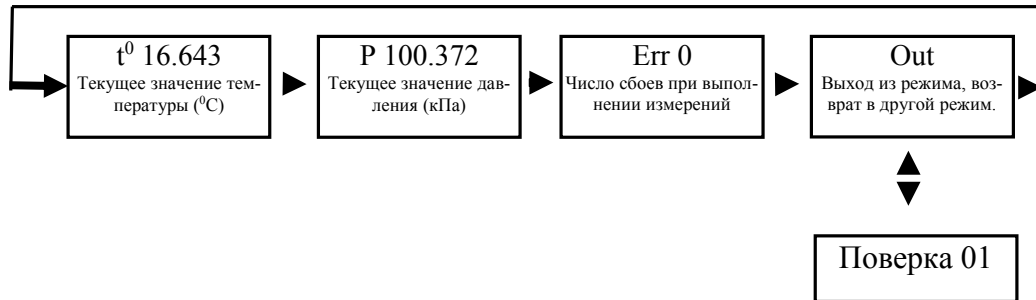 t⁰ 16.643
Текущее значение тем-
пературы (⁰С)
P 100.372
Текущее значение дав-
ления (кПа)
Err 0
Число сбоев при выпол-
нении измерений
Out
Выход из режима, воз-
врат в другой режим.
Поверка 01